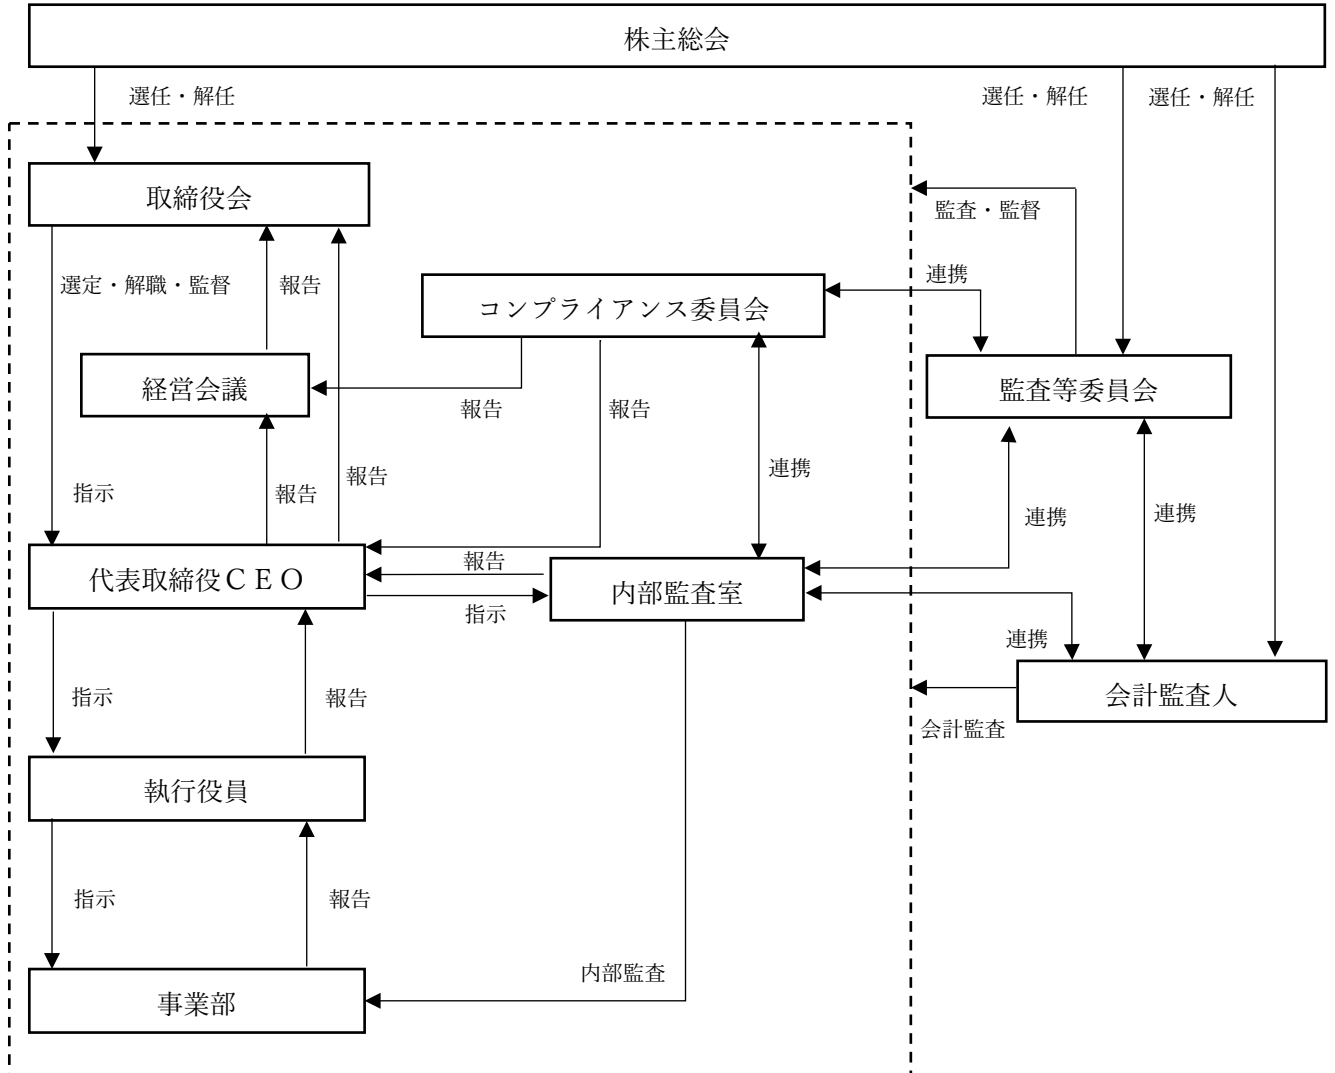 株主総会
選任・解任
選任・解任
選任・解任
取締役会
監査・監督
選定・解職・監督
報告
連携
コンプライアンス委員会
経営会議
監査等委員会
報告
報告
連携
報告
指示
報告
連携
連携
報告
代表取締役ＣＥＯ
内部監査室
指示
連携
指示
報告
会計監査人
会計監査
執行役員
指示
報告
内部監査
事業部